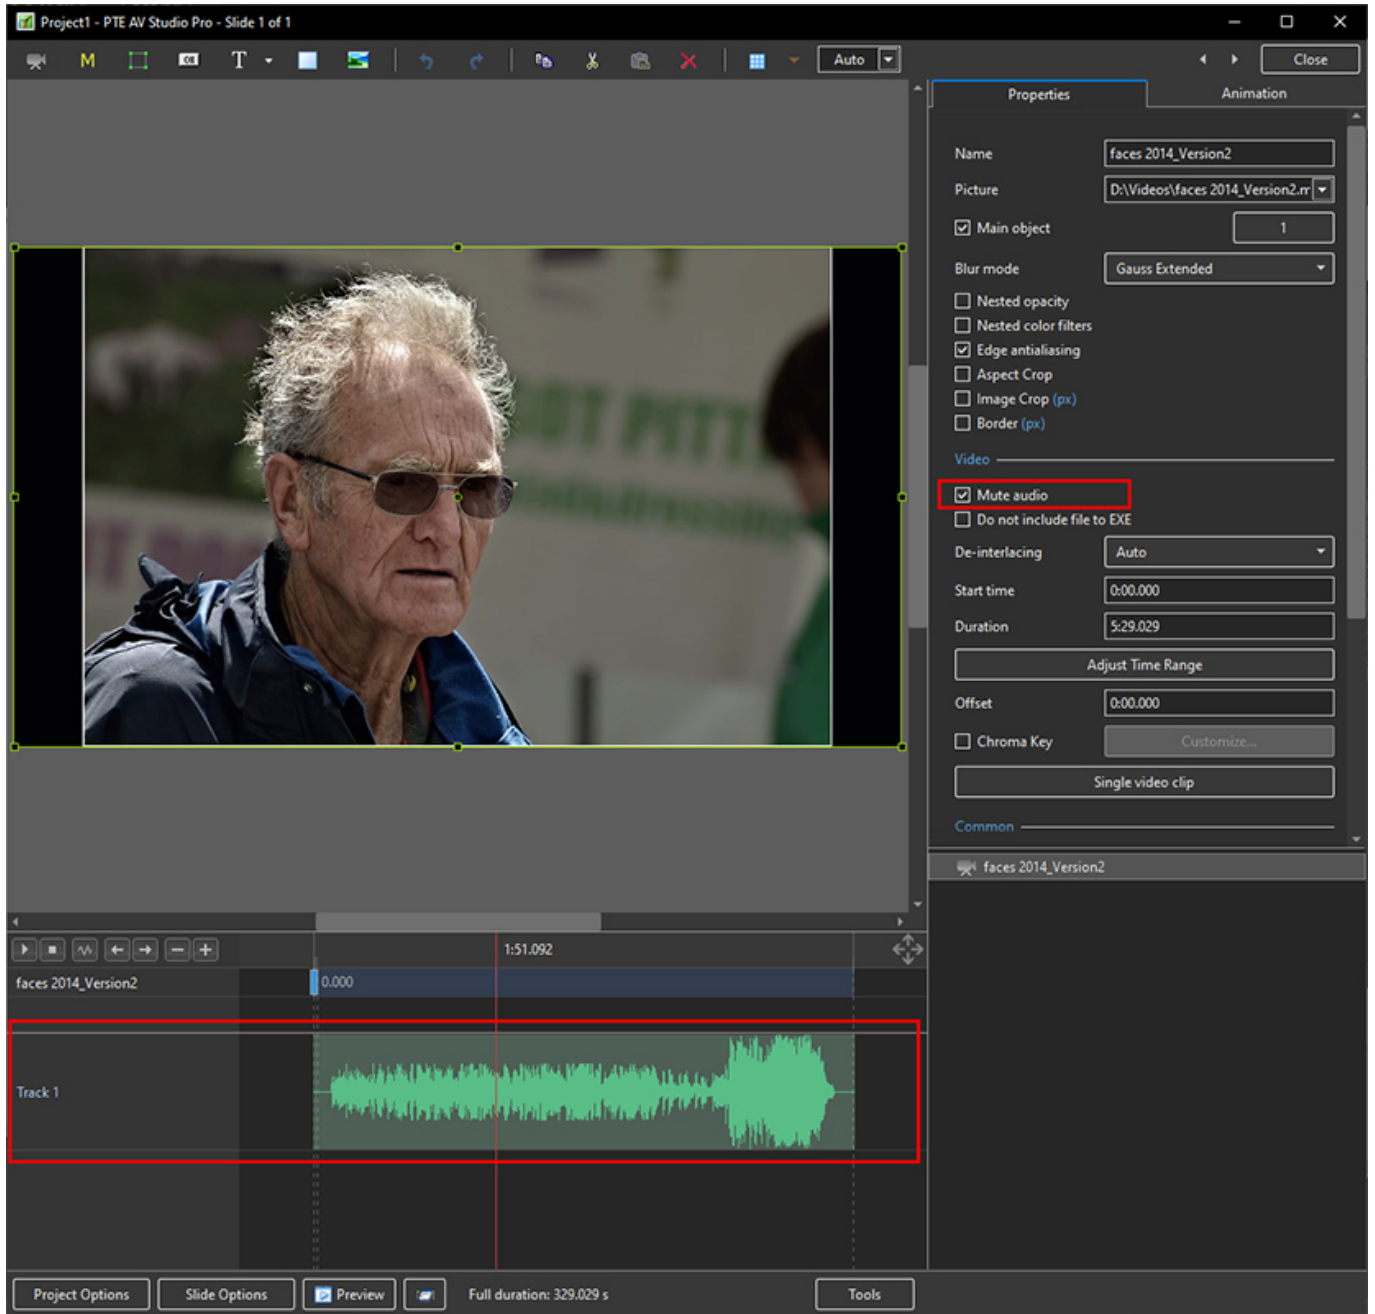 Project1 - PTE AV Studio Pro - Slide 1 of 1
M
OK
T
Auto
Close
Properties
Animation
Name
faces 2014_Version2
Picture
D:\Videos\faces 2014_Version2.m
Main object
1
Blur mode
Gauss Extended
Nested opacity
Nested color filters
Edge antialiasing
Aspect Crop
Image Crop (px)
Border (px)
Video
Mute audio
Do not include file to EXE
De-interlacing
Auto
Start time
0:00.000
Duration
5:29.029
Adjust Time Range
Offset
0:00.000
Chroma Key
Customize...
Single video clip
Common
faces 2014_Version2
1:51.092
faces 2014_Version2
0.000
Track 1
Project Options
Slide Options
Preview
Full duration: 329.029 s
Tools